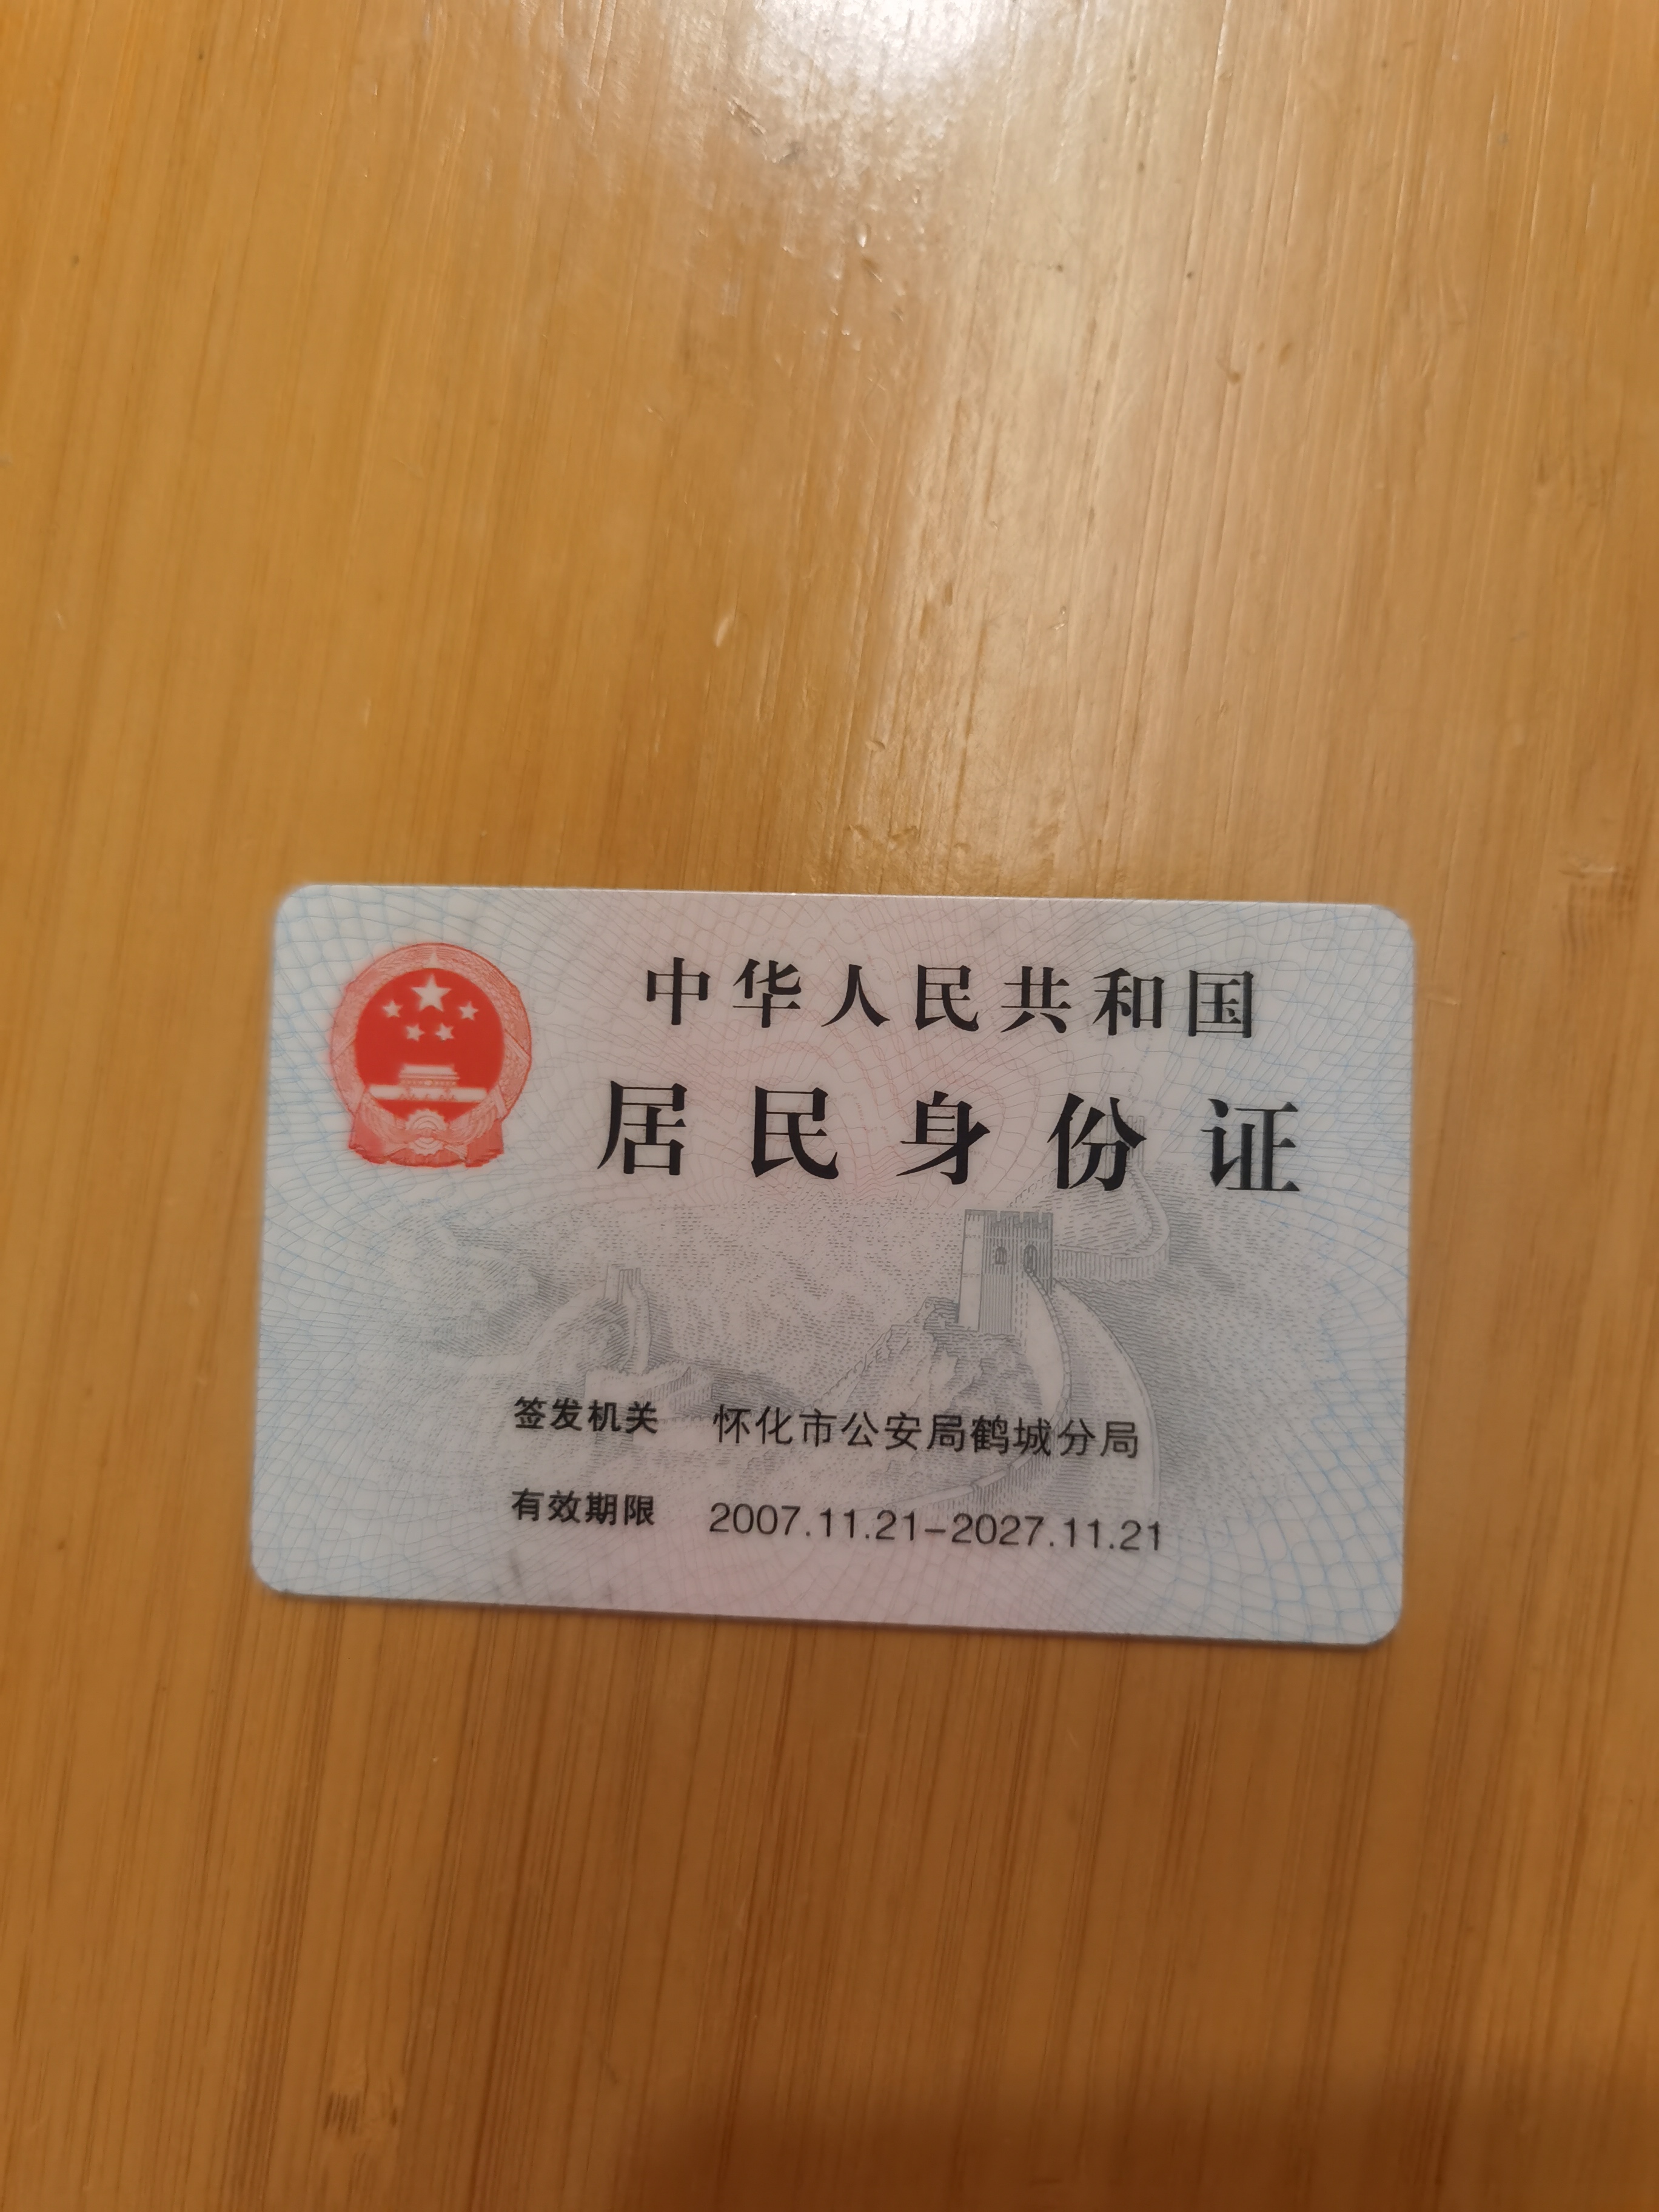 中华人民共和国
居民身份证
签发机关 怀化市公安局鹤城分局
有效期限 2007.11.21-2027.11.21